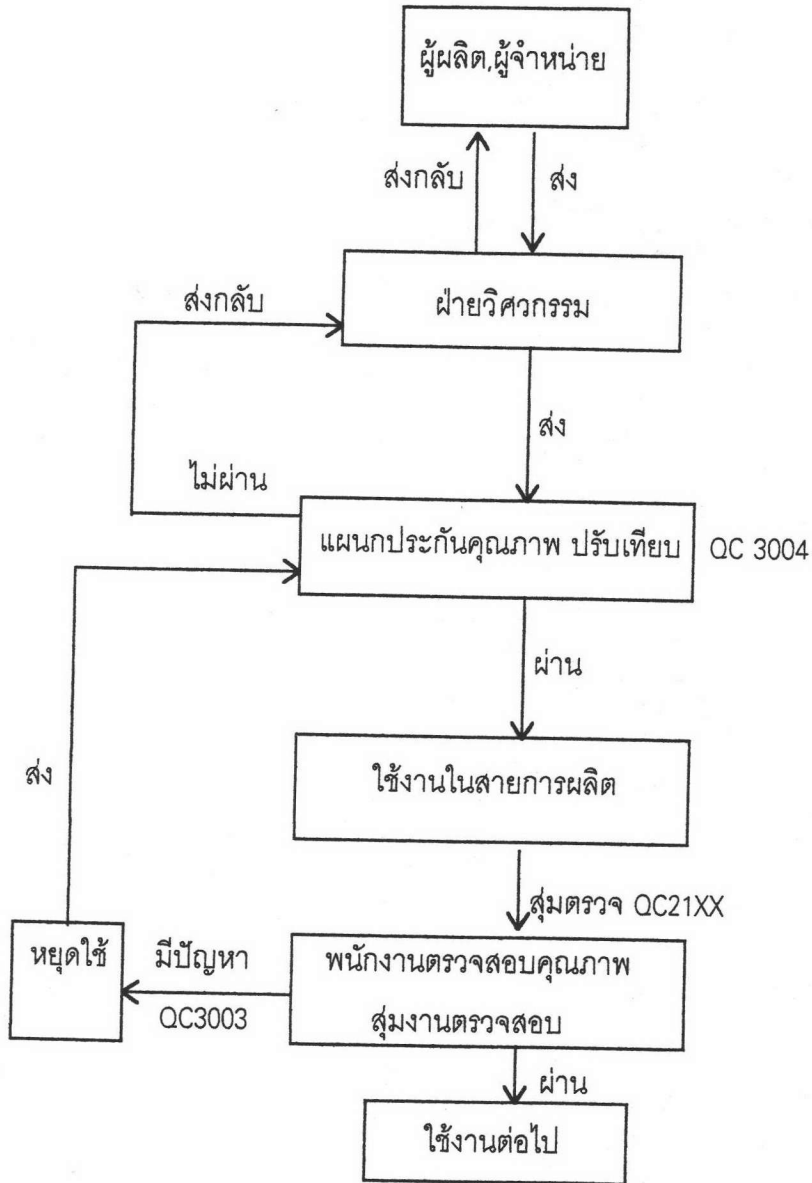 ผู้ผลิต,ผู้จำหน่าย
ส่งกลับ
ส่ง
ฝ่ายวิศวกรรม
ส่งกลับ
ส่ง
ไม่ผ่าน
แผนกประกันคุณภาพ ปรับเทียบ
QC 3004
ผ่าน
ใช้งานในสายการผลิต
ส่ง
สุ่มตรวจ QC21XX
หยุดใช้
มีปัญหา
QC3003
พนักงานตรวจสอบคุณภาพ
สุ่มงานตรวจสอบ
ผ่าน
ใช้งานต่อไป